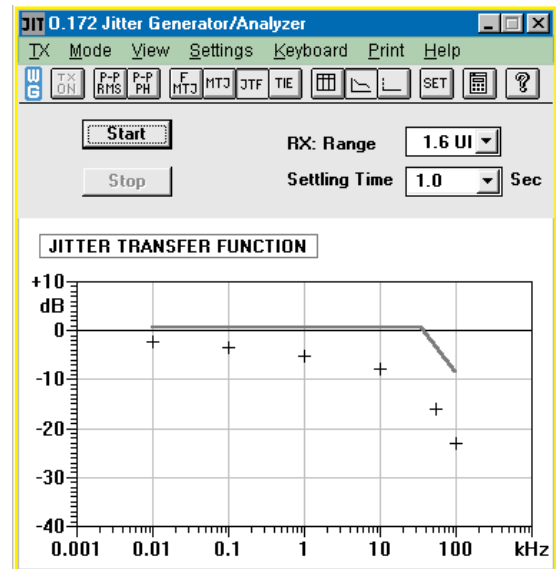 JIT O.172 Jitter Generator/Analyzer
TX Mode View Settings Keyboard Print Help
WG TX ON P-P RMS P-P PH F MTJ MTJ JTF TIE SET ?
Start
RX: Range 1.6 UI
Stop
Settling Time 1.0 Sec
JITTER TRANSFER FUNCTION
+10
dB
0
-10
-20
-30
-40
0.001 0.01 0.1 1 10 100 kHz